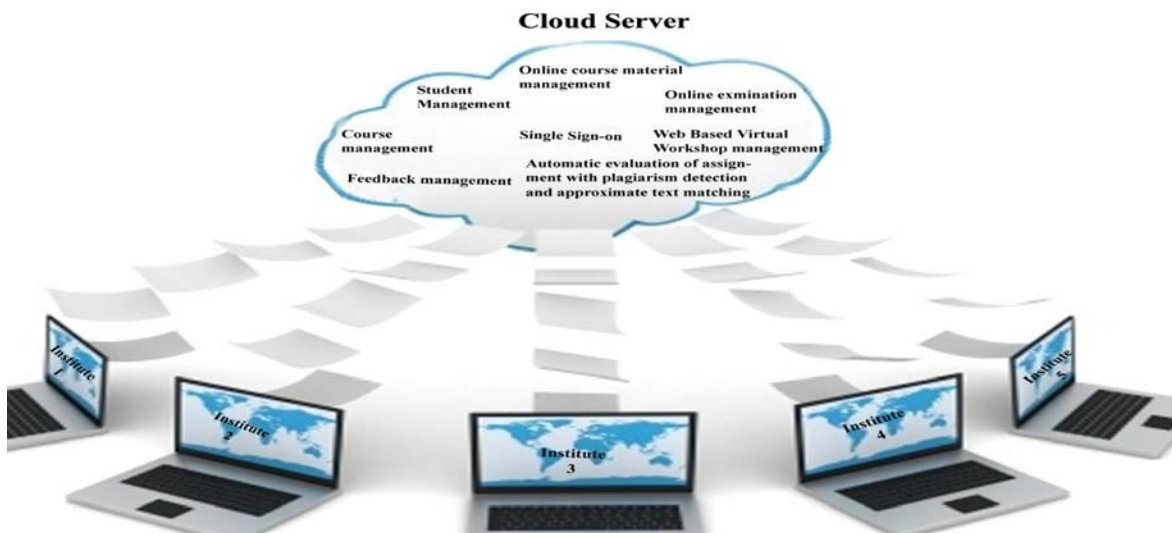 Cloud Server
Online course material
management
Student
Management
Online exmination
management
Course
management
Single Sign-on
Web Based Virtual
Workshop management
Feedback management
Automatic evaluation of assign-
ment with plagiarism detection
and approximate text matching
Institute
1
Institute
2
Institute
3
Institute
4
Institute
5